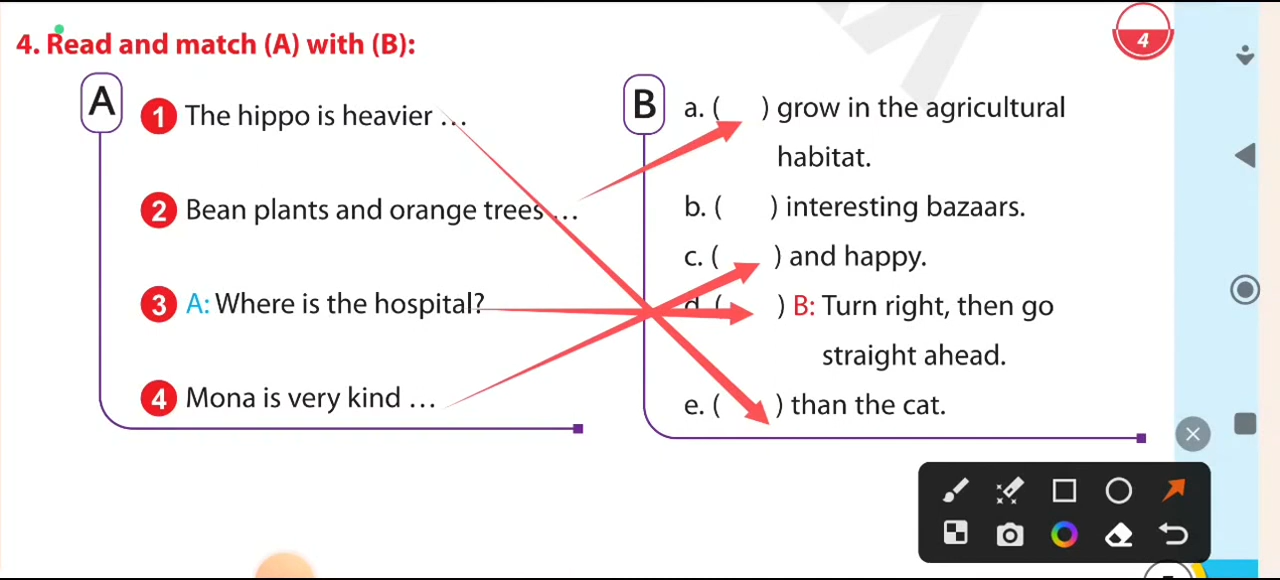 4. Read and match (A) with (B):
4
A
1 The hippo is heavier ...
2 Bean plants and orange trees ...
3 A: Where is the hospital?
4 Mona is very kind ...
B
a. ( ) grow in the agricultural
habitat.
b. ( ) interesting bazaars.
c. ( ) and happy.
d. ( ) B: Turn right, then go
straight ahead.
e. ( ) than the cat.